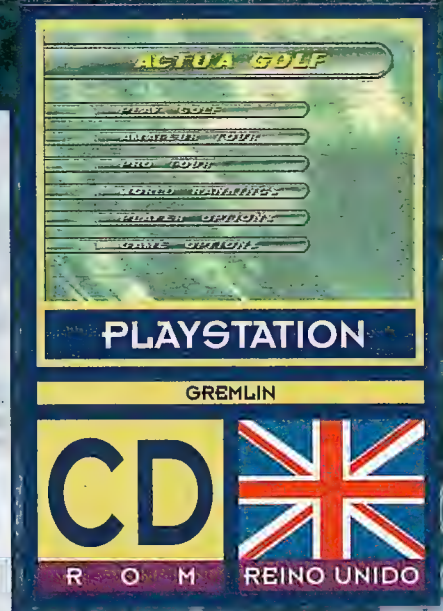 ACTUA GOLF
PLAY GOLF
AMATEUR TOUR
PRO TOUR
WORLD RANKINGS
PLAYER OPTIONS
GAME OPTIONS
PLAYSTATION
GREMLIN
CD
ROM
REINO UNIDO